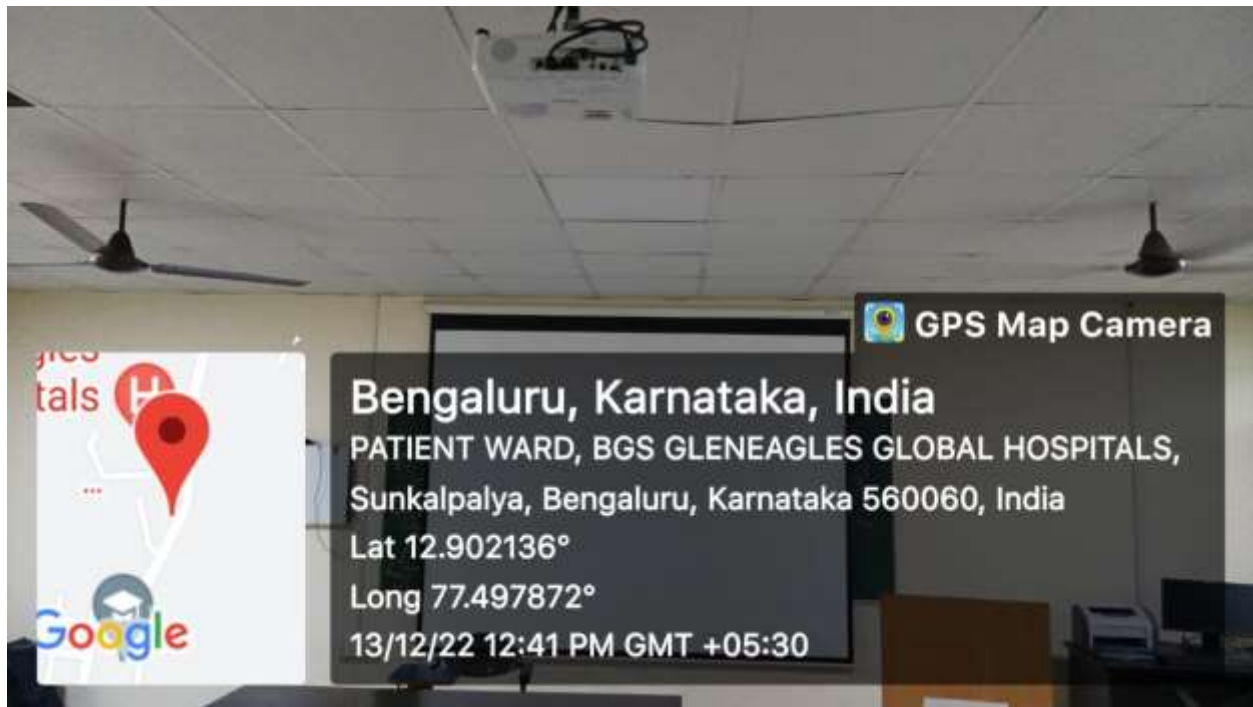 GPS Map Camera
tals
H
Google
Bengaluru, Karnataka, India
PATIENT WARD, BGS GLENEAGLES GLOBAL HOSPITALS,
Sunkalpalya, Bengaluru, Karnataka 560060, India
Lat 12.902136°
Long 77.497872°
13/12/22 12:41 PM GMT +05:30